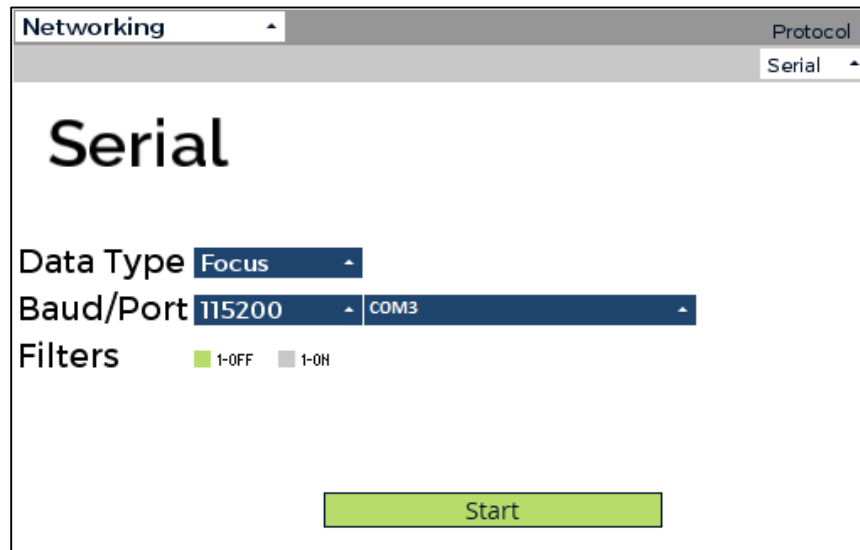 Networking
Protocol
Serial
Serial
Data Type Focus
Baud/Port 115200 COM3
Filters 1-OFF 1-ON
Start